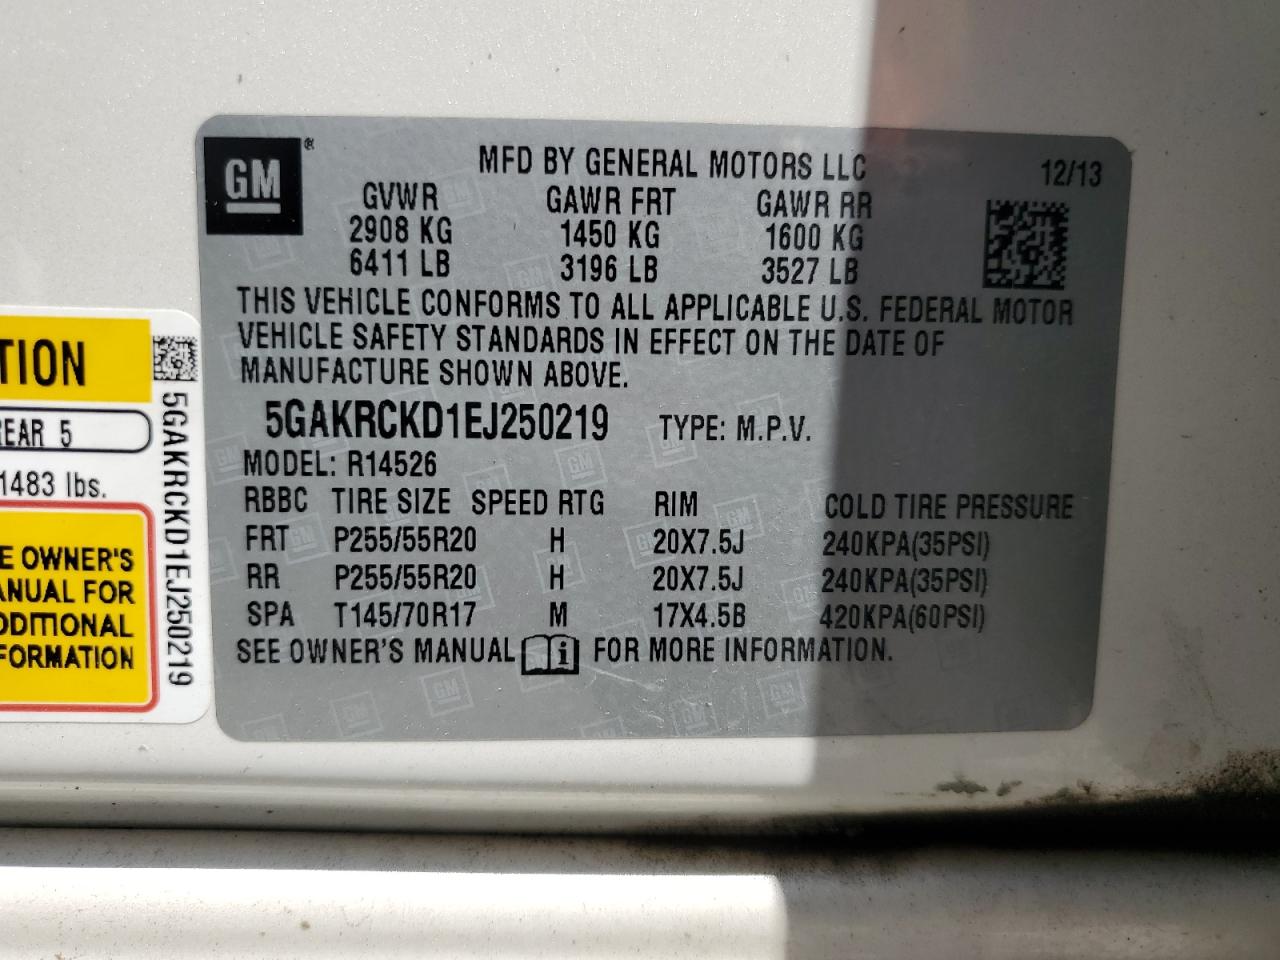 GM
MFD BY GENERAL MOTORS LLC 12/13
GVWR GAWR FRT GAWR RR
2908 KG 1450 KG 1600 KG
6411 LB 3196 LB 3527 LB
THIS VEHICLE CONFORMS TO ALL APPLICABLE U.S. FEDERAL MOTOR
VEHICLE SAFETY STANDARDS IN EFFECT ON THE DATE OF
MANUFACTURE SHOWN ABOVE.
5GAKRCKD1EJ250219 TYPE: M.P.V.
MODEL: R14526
RBBC TIRE SIZE SPEED RTG RIM COLD TIRE PRESSURE
FRT P255/55R20 H 20X7.5J 240KPA(35PSI)
RR P255/55R20 H 20X7.5J 240KPA(35PSI)
SPA T145/70R17 M 17X4.5B 420KPA(60PSI)
SEE OWNER'S MANUAL i FOR MORE INFORMATION.
TION
REAR 5
1483 lbs.
E OWNER'S
ANUAL FOR
DDITIONAL
FORMATION
5GAKRCKD1EJ250219